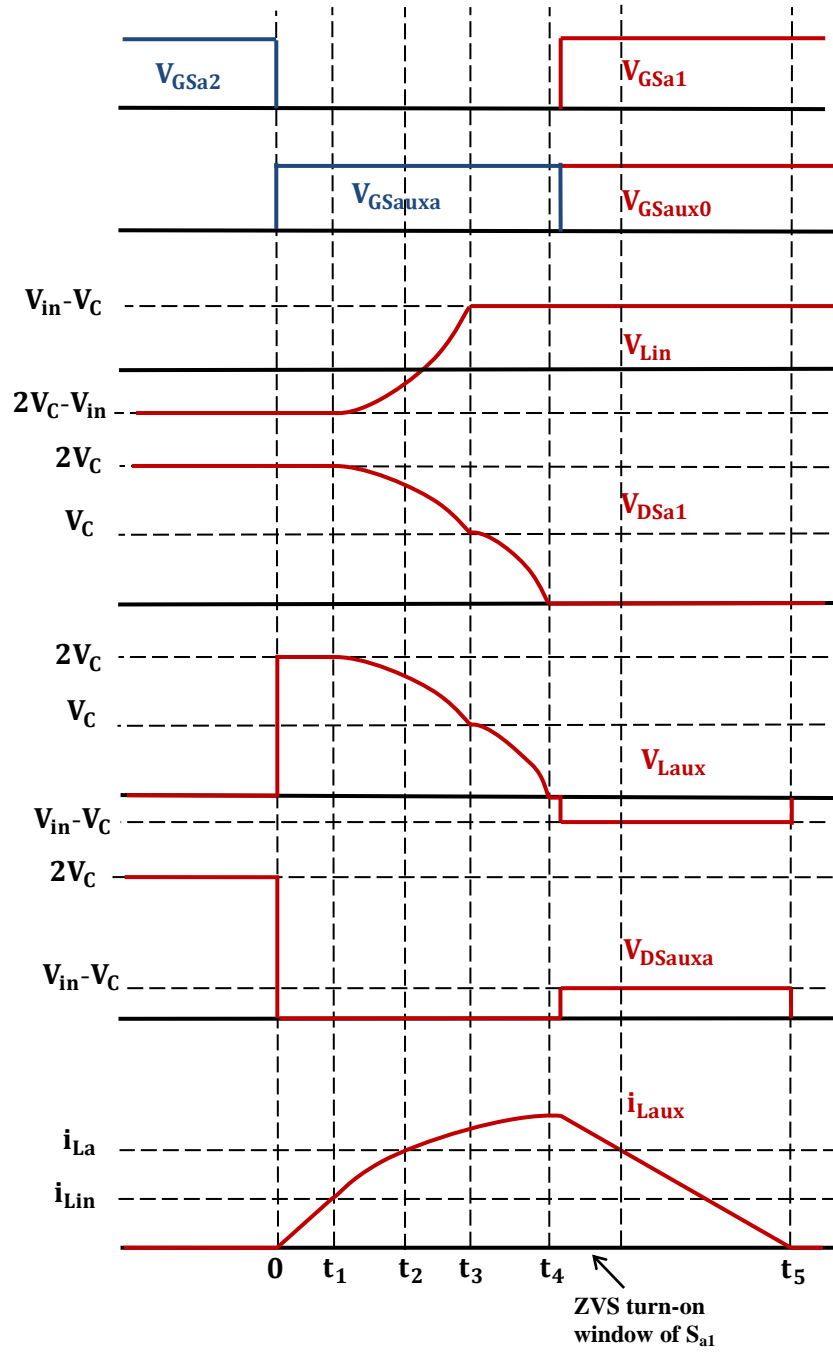 V_GSa2
V_GSa1
V_GSauxa
V_GSaux0
V_in-V_C
V_Lin
2V_C-V_in
2V_C
V_C
V_DSa1
2V_C
V_C
V_Laux
V_in-V_C
2V_C
V_DSauxa
V_in-V_C
i_Laux
i_La
i_Lin
0 t_1 t_2 t_3 t_4 t_5
ZVS turn-on
window of S_a1